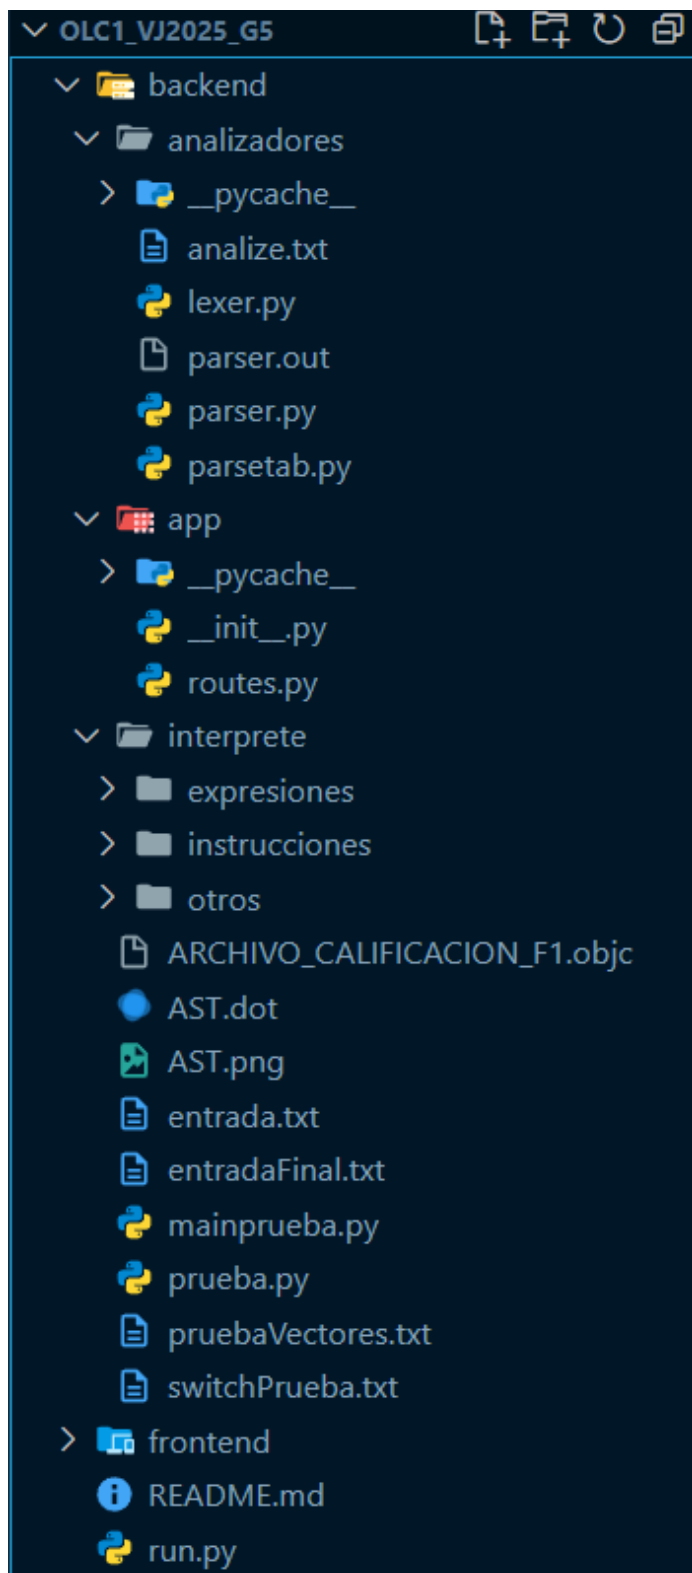 OLC1_VJ2025_G5
backend
analizadores
__pycache__
analize.txt
lexer.py
parser.out
parser.py
parsetab.py
app
__pycache__
__init__.py
routes.py
interprete
expresiones
instrucciones
otros
ARCHIVO_CALIFICACION_F1.objc
AST.dot
AST.png
entrada.txt
entradaFinal.txt
mainprueba.py
prueba.py
pruebaVectores.txt
switchPrueba.txt
frontend
README.md
run.py